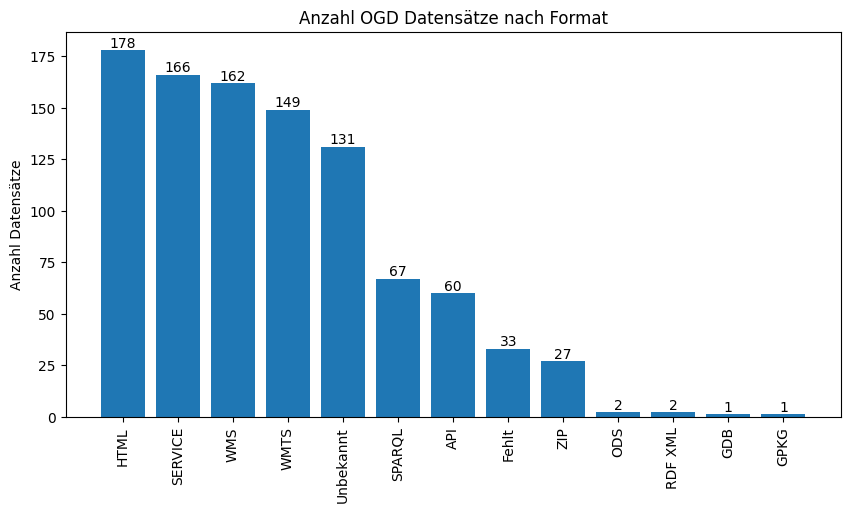 Anzahl OGD Datensätze nach Format
Anzahl Datensätze
175
150
125
100
75
50
25
0
178
166
162
149
131
67
60
33
27
2
2
1
1
HTML
SERVICE
WMS
WMTS
Unbekannt
SPARQL
API
Fehlt
ZIP
ODS
RDF XML
GDB
GPKG